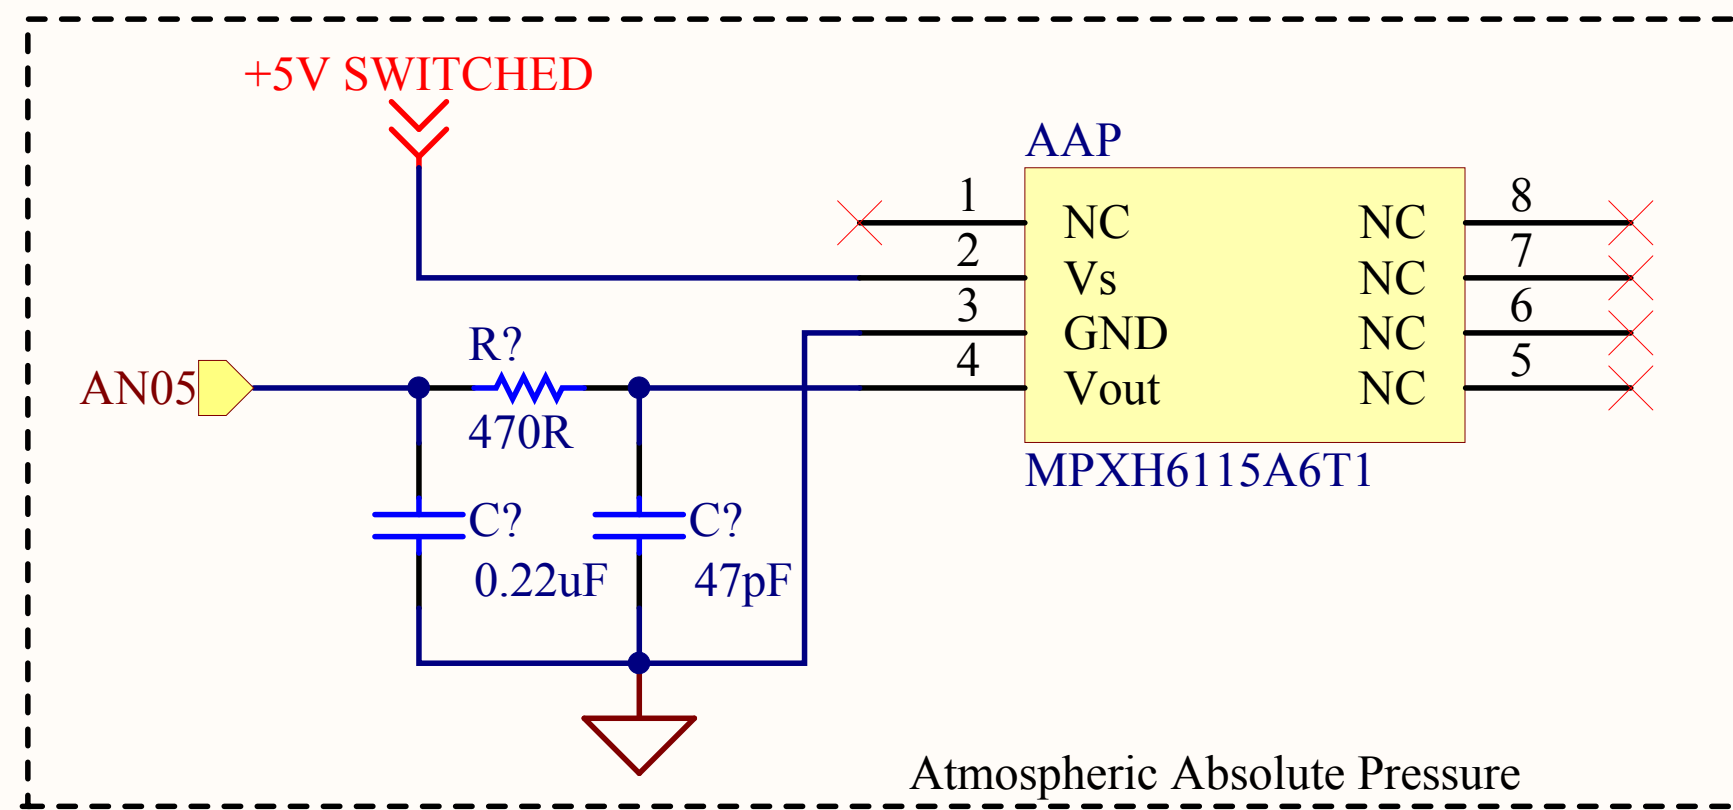 +5V SWITCHED
AAP
1 NC NC 8
2 Vs NC 7
3 GND NC 6
4 Vout NC 5
MPXH6115A6T1
AN05
R?
470R
C?
0.22uF
C?
47pF
Atmospheric Absolute Pressure